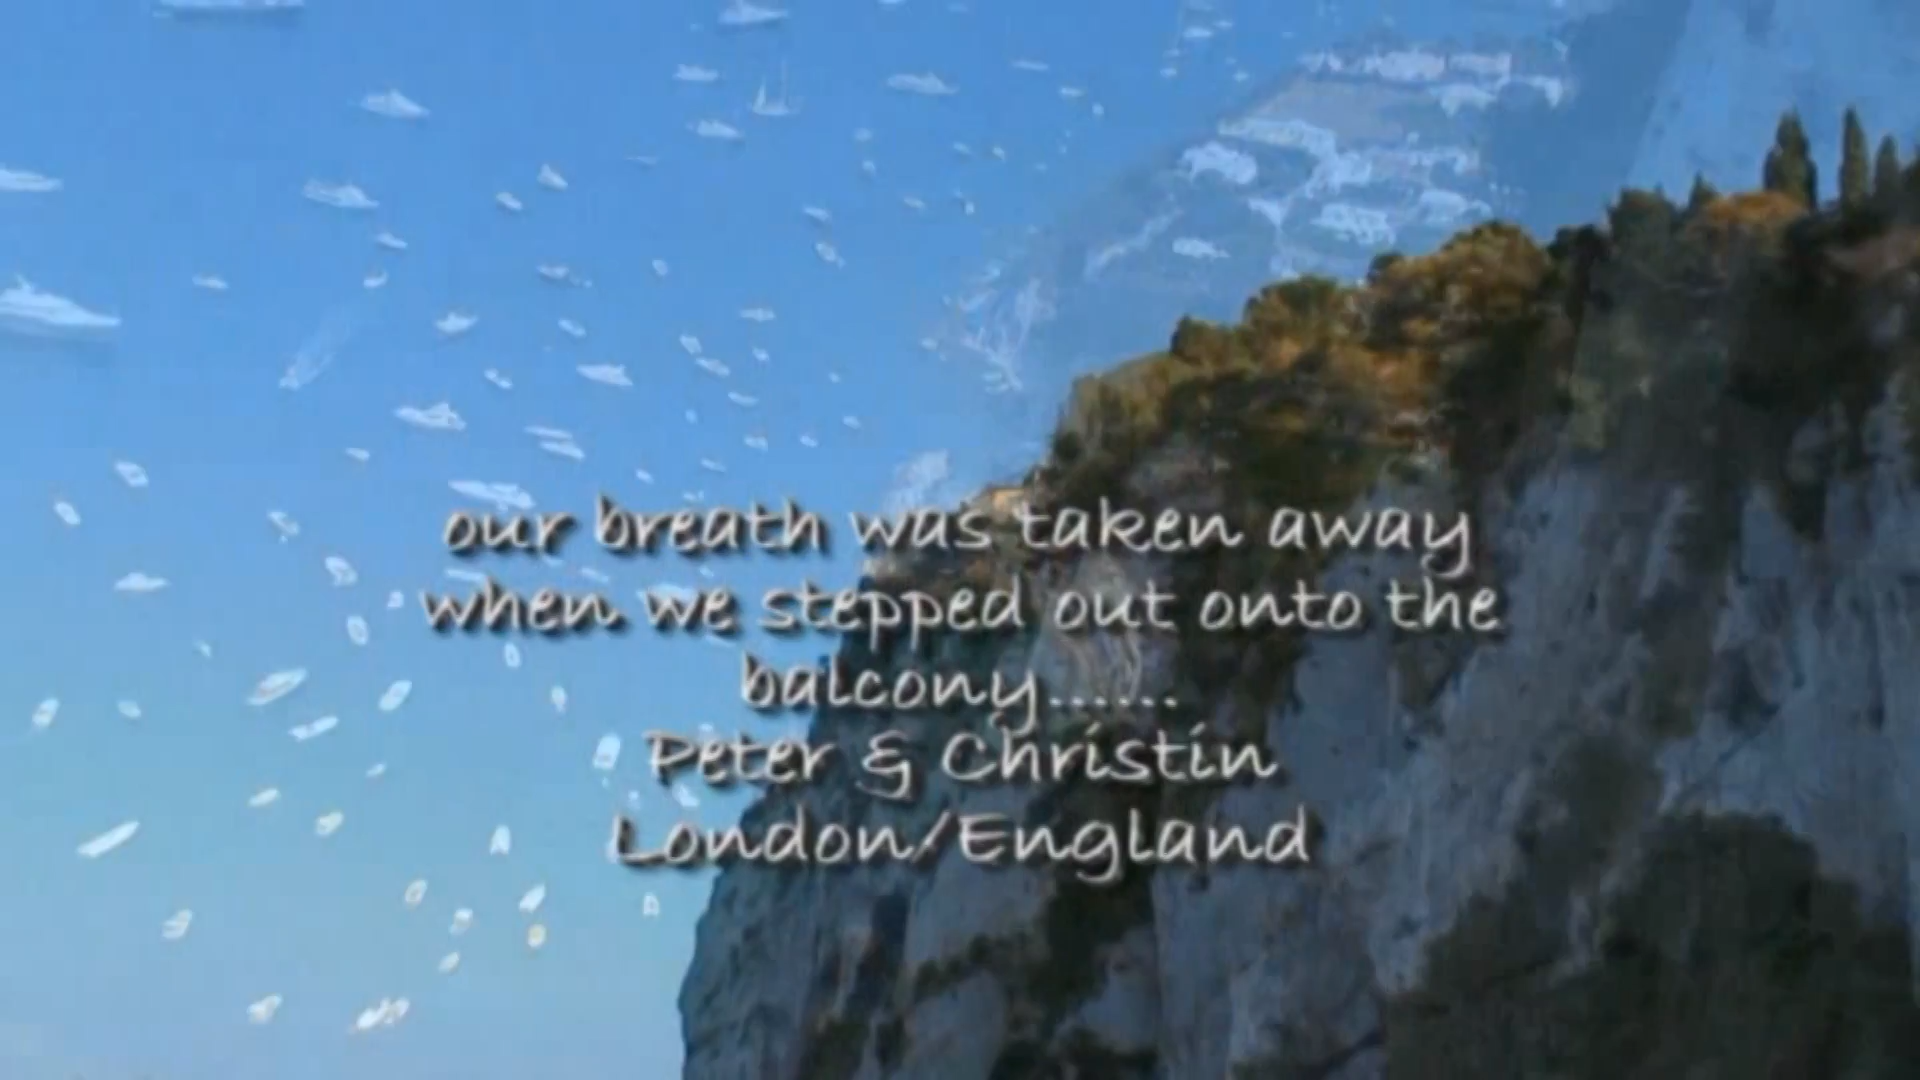 our breath was taken away
when we stepped out onto the
balcony......
Peter & Christin
London/England